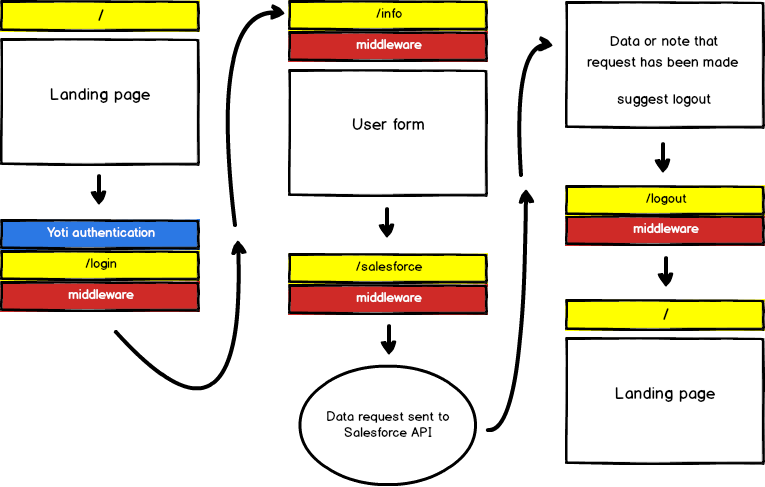 /
Landing page
Yoti authentication
/login
middleware
/info
middleware
User form
/salesforce
middleware
Data request sent to
Salesforce API
Data or note that
request has been made
suggest logout
/logout
middleware
/
Landing page